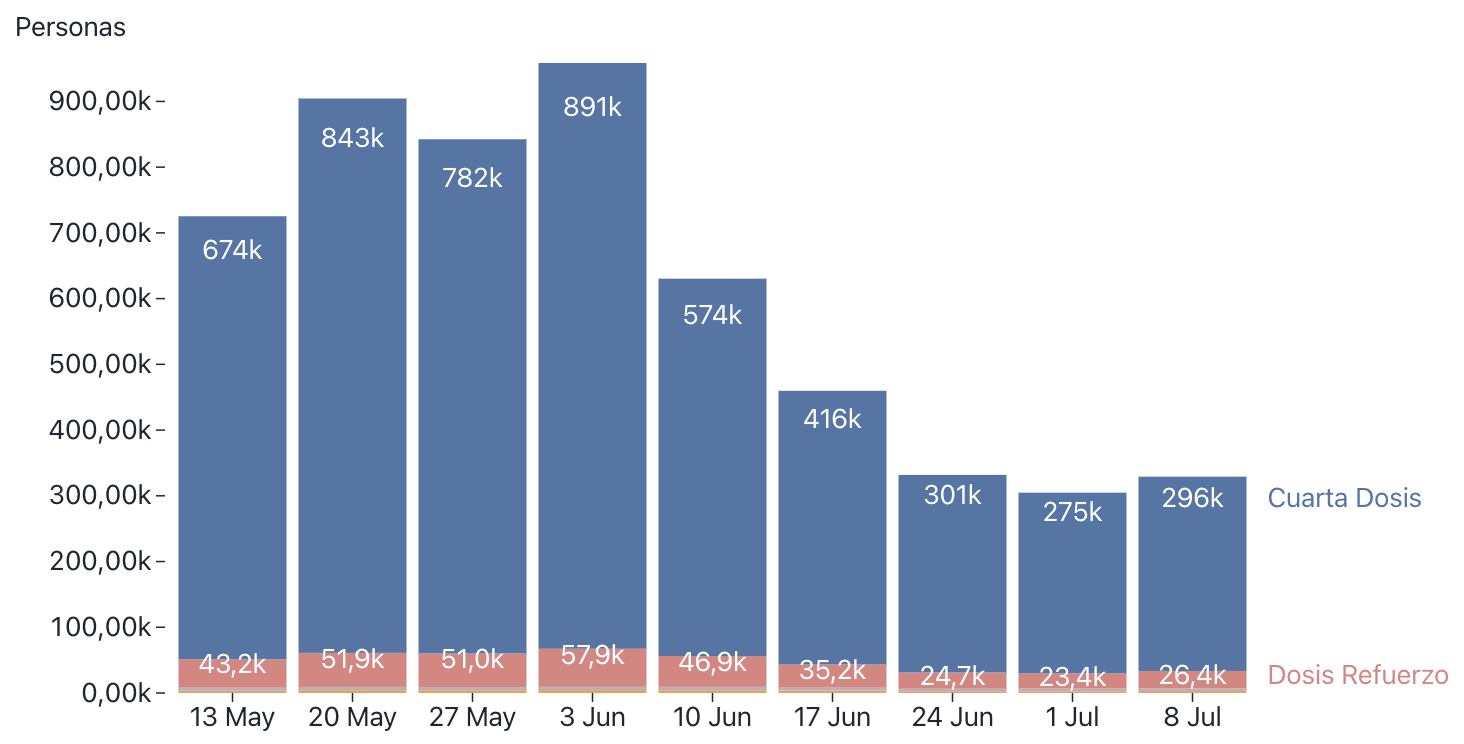 Personas
900,00k
800,00k
700,00k
600,00k
500,00k
400,00k
300,00k
200,00k
100,00k
0,00k
674k
843k
782k
891k
574k
416k
301k
275k
296k
Cuarta Dosis
43,2k
51,9k
51,0k
57,9k
46,9k
35,2k
24,7k
23,4k
26,4k
Dosis Refuerzo
13 May
20 May
27 May
3 Jun
10 Jun
17 Jun
24 Jun
1 Jul
8 Jul